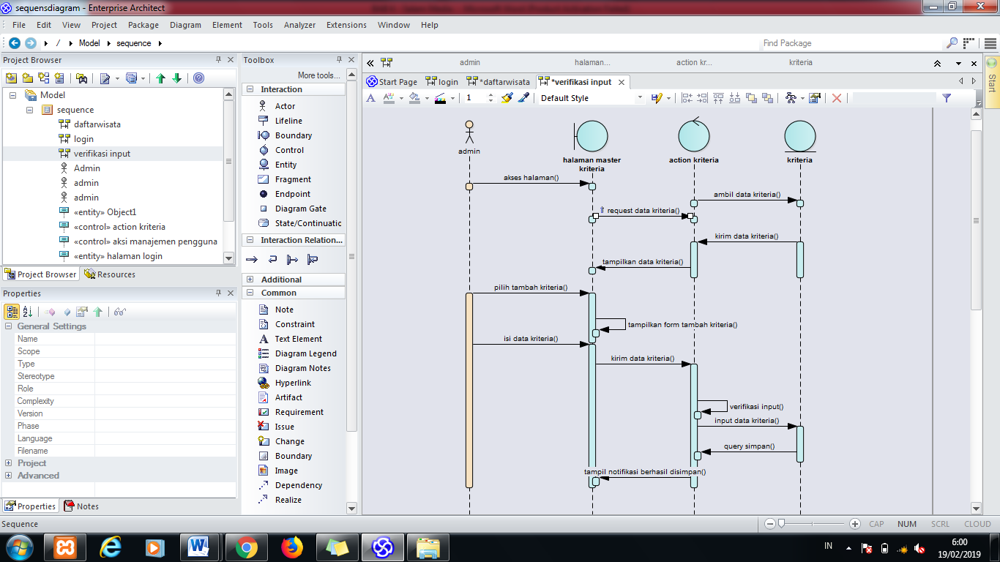 sequensdiagram - Enterprise Architect
File Edit View Project Package Diagram Element Tools Analyzer Extensions Window Help
/ Model sequence
Find Package
Project Browser
Model
sequence
daftarwisata
login
verifikasi input
Admin
admin
admin
«entity» Object1
«control» action kriteria
«control» aksi manajemen pengguna
«entity» halaman login
Project Browser Resources
Properties
General Settings
Name
Scope
Type
Stereotype
Role
Complexity
Version
Phase
Language
Filename
Project
Advanced
Properties Notes
Toolbox
More tools...
Interaction
Actor
Lifeline
Boundary
Control
Entity
Fragment
Endpoint
Diagram Gate
State/Continuatic
Interaction Relation...
Additional
Common
Note
Constraint
Text Element
Diagram Legend
Diagram Notes
Hyperlink
Artifact
Requirement
Issue
Change
Boundary
Image
Dependency
Realize
admin halaman... action kr... kriteria
Start Page login *daftarwisata *verifikasi input
1 Default Style
Start
admin
halaman master
kriteria
action kriteria
kriteria
akses halaman()
ambil data kriteria()
request data kriteria()
kirim data kriteria()
tampilkan data kriteria()
pilih tambah kriteria()
tampilkan form tambah kriteria()
isi data kriteria()
kirim data kriteria()
verifikasi input()
input data kriteria()
query simpan()
tampil notifikasi berhasil disimpan()
Sequence
CAP NUM SCRL CLOUD
IN
6:00
19/02/2019